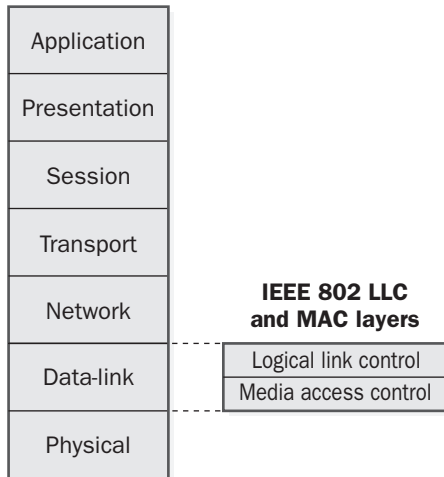 Application
Presentation
Session
Transport
Network
Data-link
Physical
IEEE 802 LLC
and MAC layers
Logical link control
Media access control